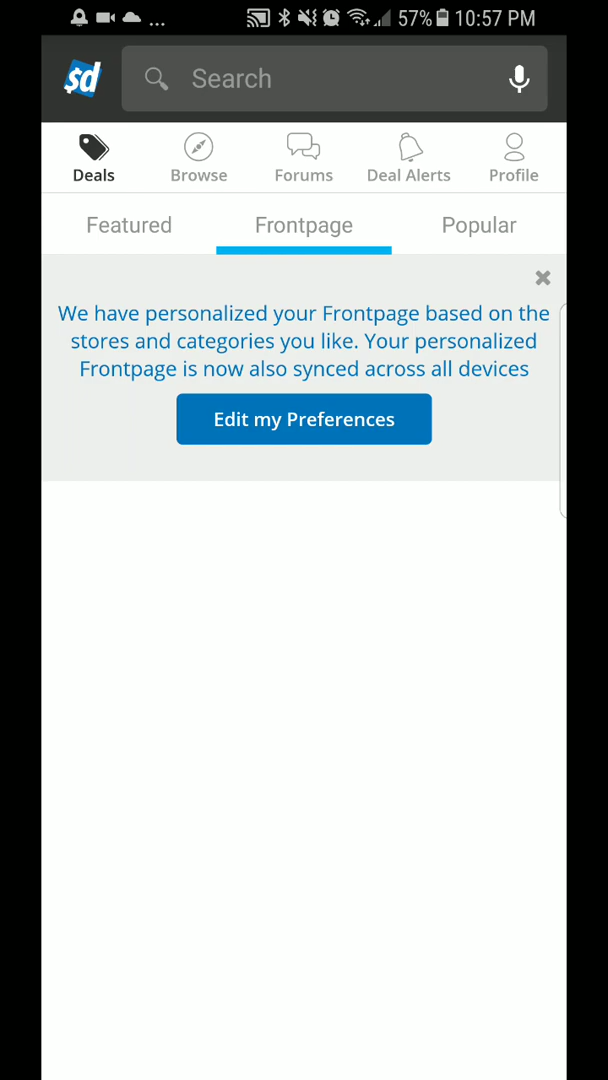 ... 57% 10:57 PM
$d Search
Deals Browse Forums Deal Alerts Profile
Featured Frontpage Popular
We have personalized your Frontpage based on the
stores and categories you like. Your personalized
Frontpage is now also synced across all devices
Edit my Preferences